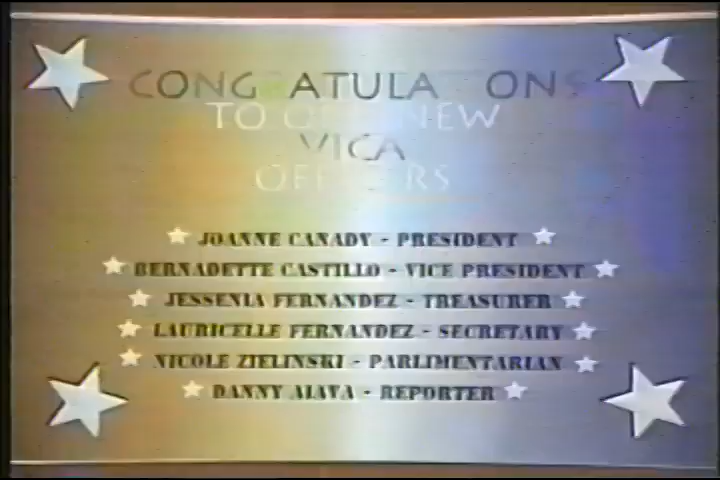 CONGRATULATIONS
TO OUR NEW
VICA
OFFICERS
JOANNE CANADY - PRESIDENT
BERNADETTE CASTILLO - VICE PRESIDENT
JESSENIA FERNANDEZ - TREASURER
LAURICELLE FERNANDEZ - SECRETARY
NICOLE ZIELINSKI - PARLIMENTARIAN
DANNY ALAVA - REPORTER